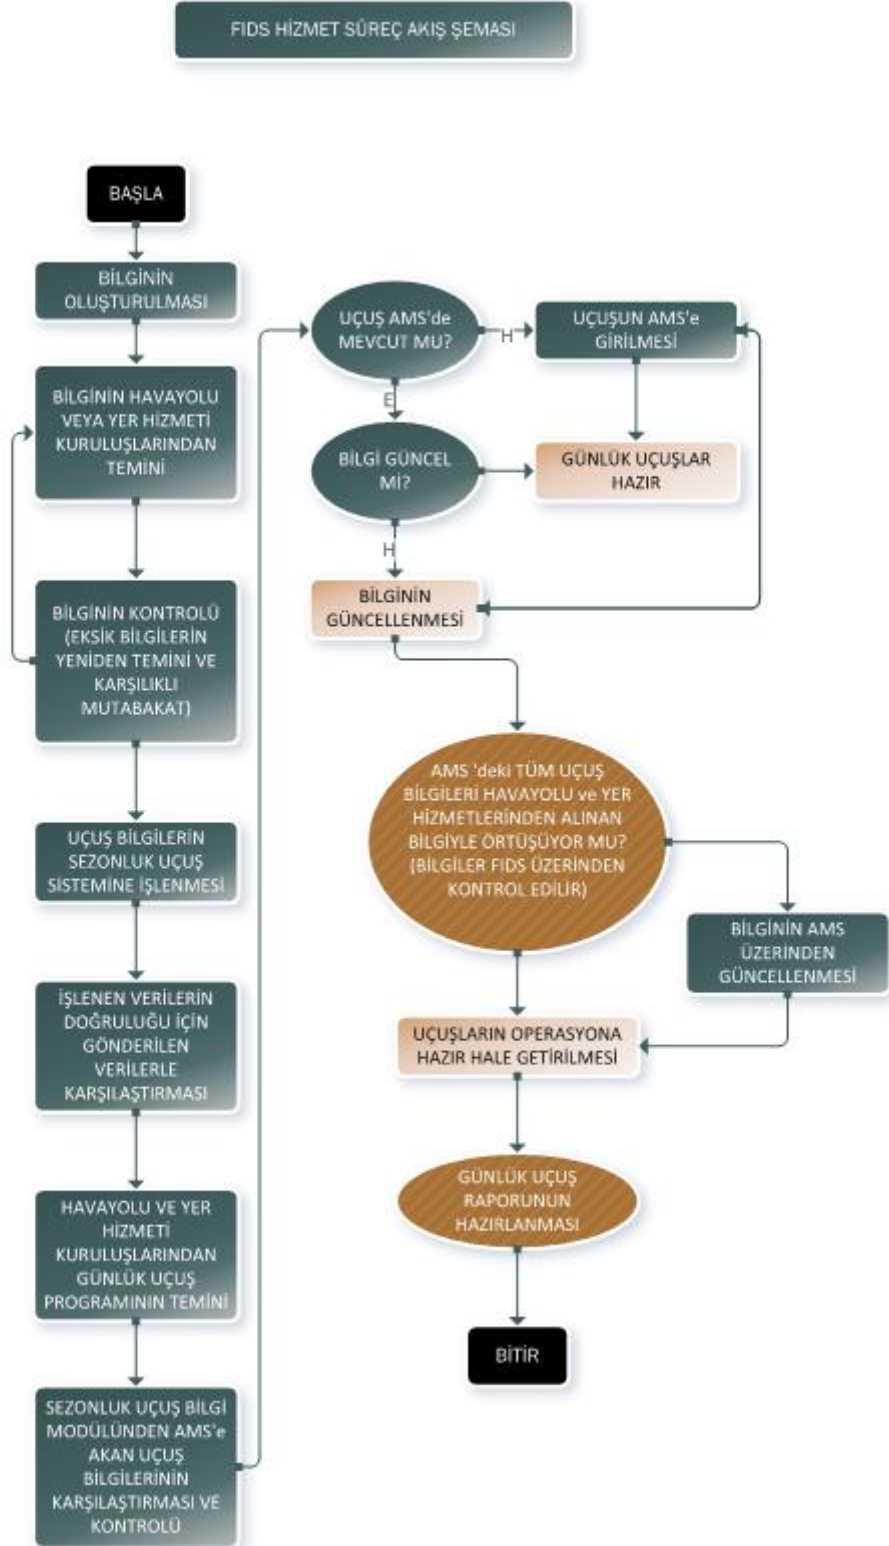 FIDS HİZMET SÜREÇ AKIŞ ŞEMASI
BAŞLA
BİLGİNİN
OLUŞTURULMASI
BİLGİNİN HAVAYOLU
VEYA YER HİZMETİ
KURULUŞLARINDAN
TEMİNİ
BİLGİNİN KONTROLÜ
(EKSİK BİLGİLERİN
YENİDEN TEMİNİ VE
KARŞILIKLI
MUTABAKAT)
UÇUŞ BİLGİLERİN
SEZONLUK UÇUŞ
SİSTEMİNE İŞLENMESİ
İŞLENEN VERİLERİN
DOĞRULUĞU İÇİN
GÖNDERİLEN
VERİLERLE
KARŞILAŞTIRMASI
HAVAYOLU VE YER
HİZMETİ
KURULUŞLARINDAN
GÜNLÜK UÇUŞ
PROGRAMININ TEMİNİ
SEZONLUK UÇUŞ BİLGİ
MODÜLÜNDEN AMS'e
AKAN UÇUŞ
BİLGİLERİNİN
KARŞILAŞTIRMASI VE
KONTROLÜ
UÇUŞ AMS'de
MEVCUT MU?
H
UÇUŞUN AMS'e
GİRİLMESİ
E
BİLGİ GÜNCEL
Mİ?
GÜNLÜK UÇUŞLAR
HAZIR
H
BİLGİNİN
GÜNCELLENMESİ
AMS 'deki TÜM UÇUŞ
BİLGİLERİ HAVAYOLU ve YER
HİZMETLERİNDEN ALINAN
BİLGİYLE ÖRTÜŞÜYOR MU?
(BİLGİLER FIDS ÜZERİNDEN
KONTROL EDİLİR)
BİLGİNİN AMS
ÜZERİNDEN
GÜNCELLENMESİ
UÇUŞLARIN OPERASYONA
HAZIR HALE GETİRİLMESİ
GÜNLÜK UÇUŞ
RAPORUNUN
HAZIRLANMASI
BİTİR